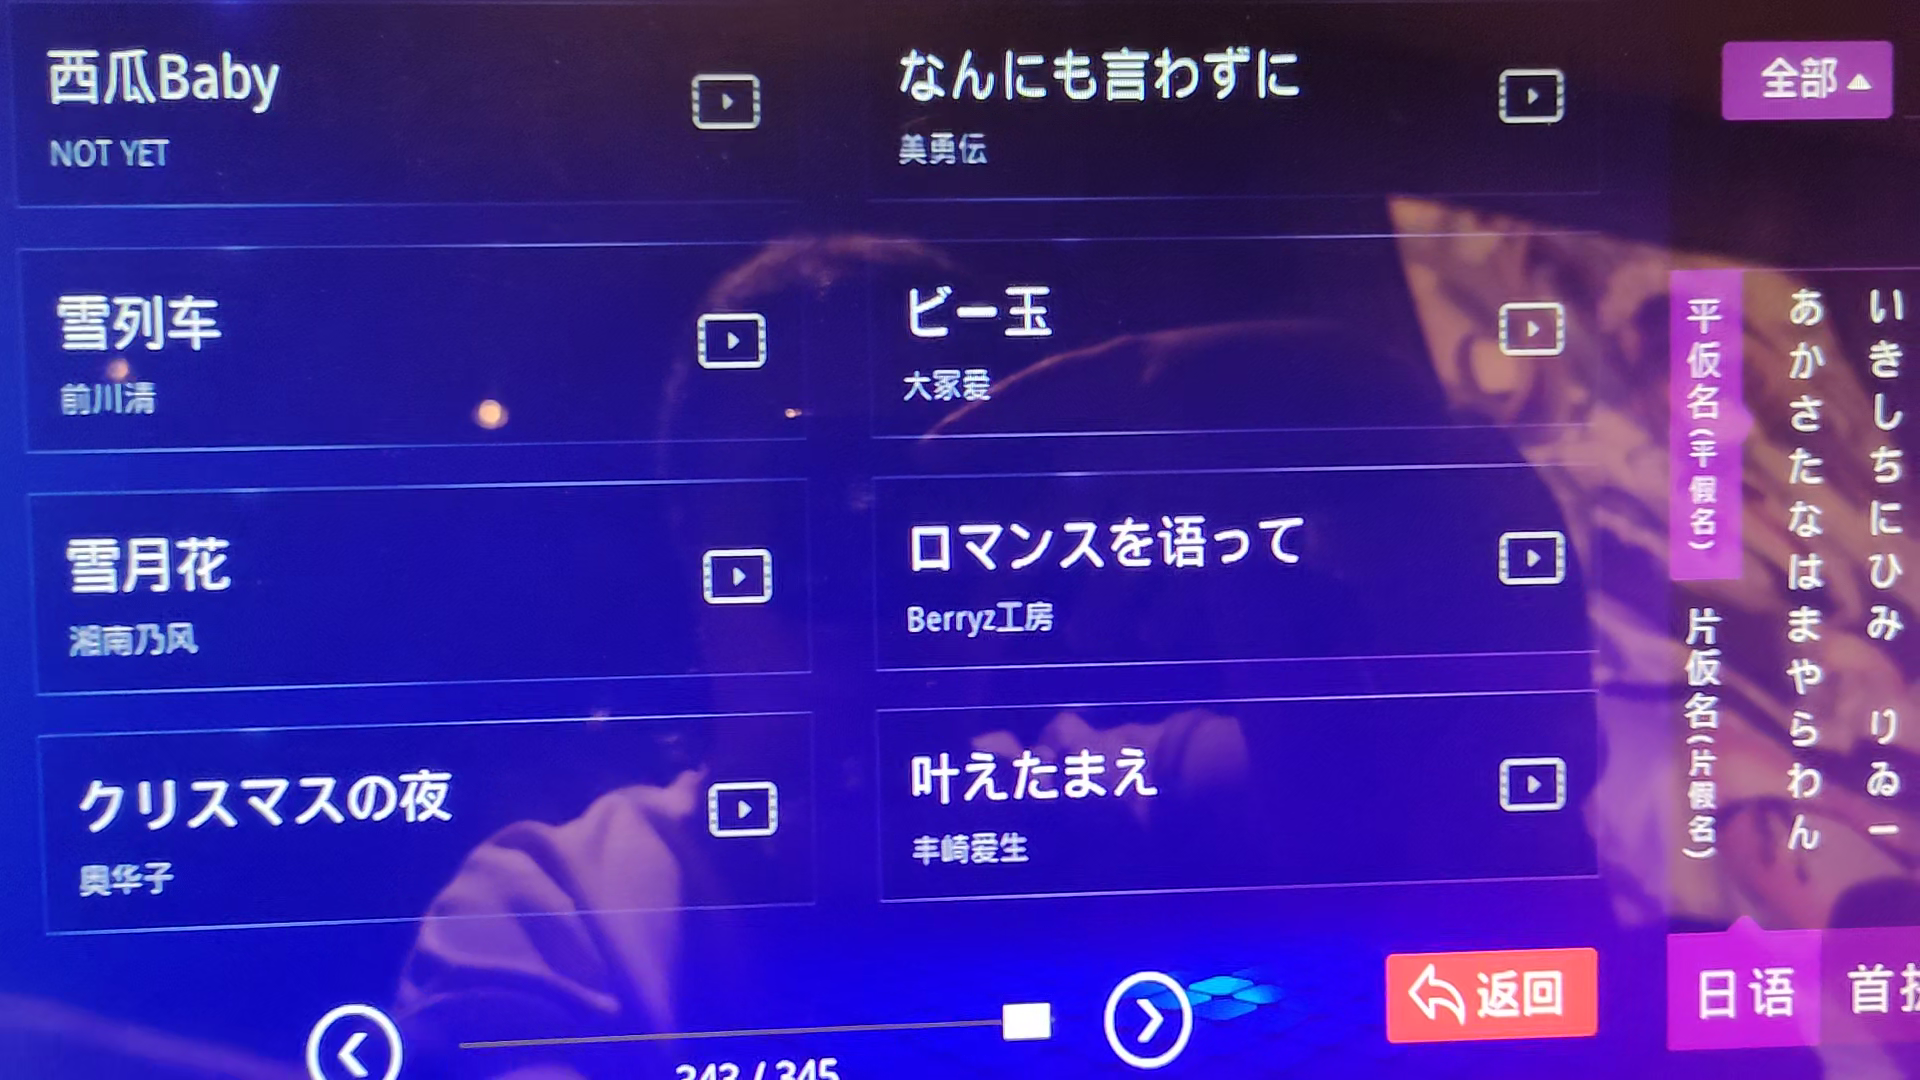 西瓜Baby
NOT YET
なんにも言わずに
美勇伝
全部
雪列车
前川清
ビー玉
大冢爱
雪月花
湘南乃风
ロマンスを语って
Berryz工房
クリスマスの夜
奥华子
叶えたまえ
丰崎爱生
平仮名(平假名)
片仮名(片假名)
あかさたなはまやらわん
いきしちにひみ りゐー
343 / 345
返回
日语
首